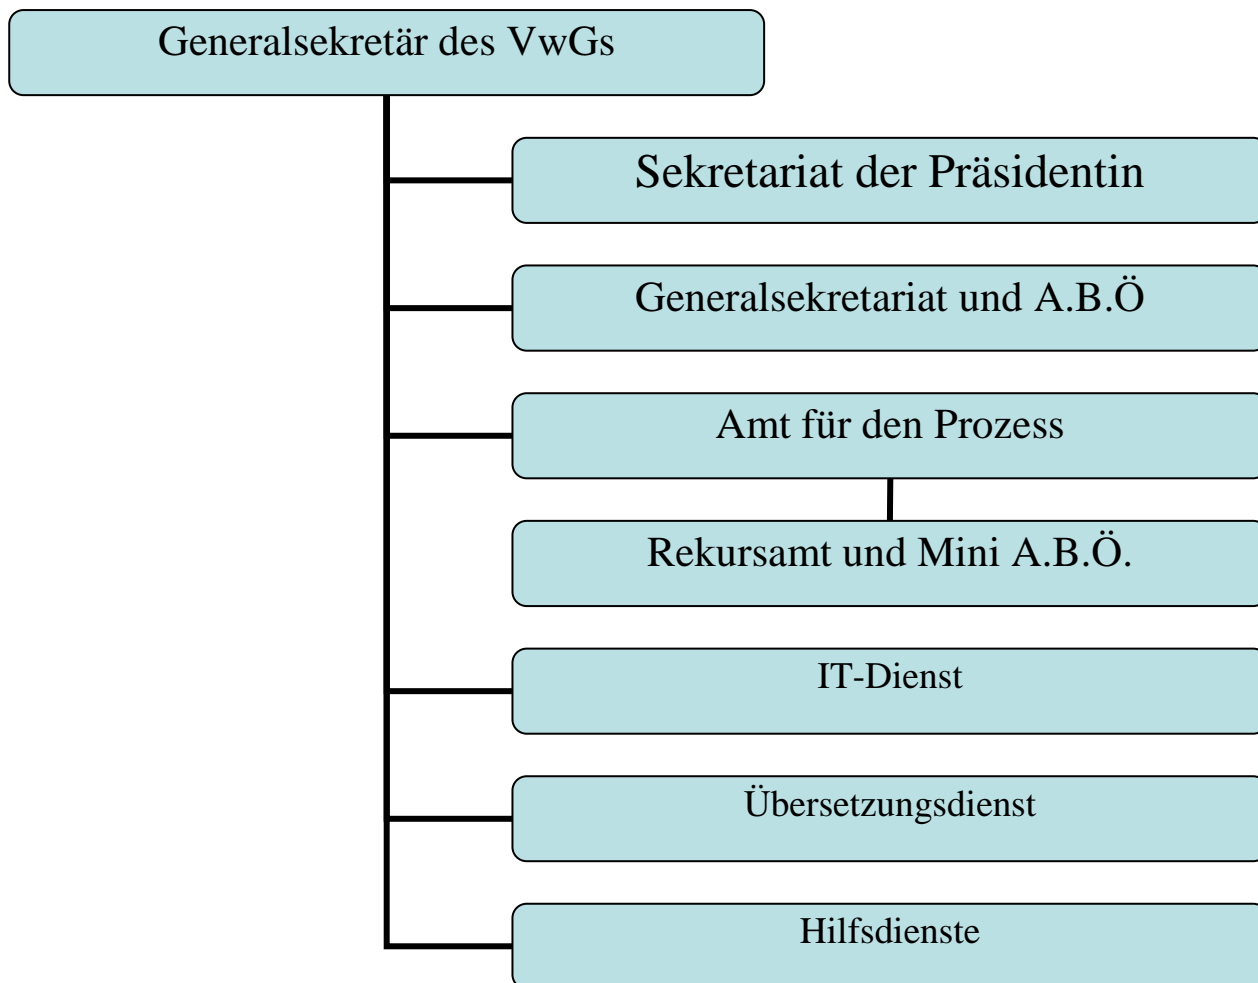 Generalsekretär des VwGs
Sekretariat der Präsidentin
Generalsekretariat und A.B.Ö
Amt für den Prozess
Rekursamt und Mini A.B.Ö.
IT-Dienst
Übersetzungsdienst
Hilfsdienste